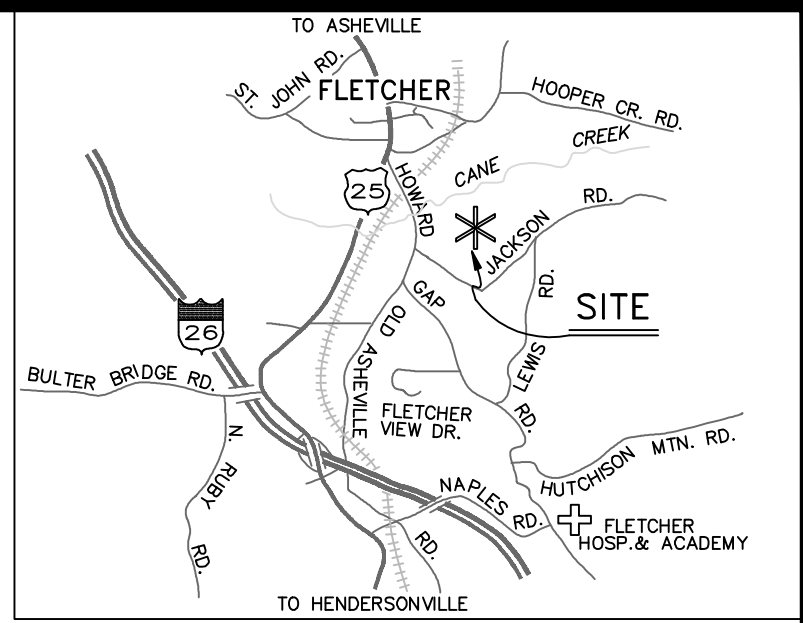 TO ASHEVILLE
ST. JOHN RD.
FLETCHER
HOOPER CR. RD.
CANE CREEK
25
HOWARD GAP RD.
JACKSON RD.
SITE
26
OLD ASHEVILLE RD.
LEWIS RD.
BULTER BRIDGE RD.
FLETCHER
VIEW DR.
N. RUBY RD.
HUTCHISON MTN. RD.
NAPLES RD.
FLETCHER
HOSP.& ACADEMY
TO HENDERSONVILLE